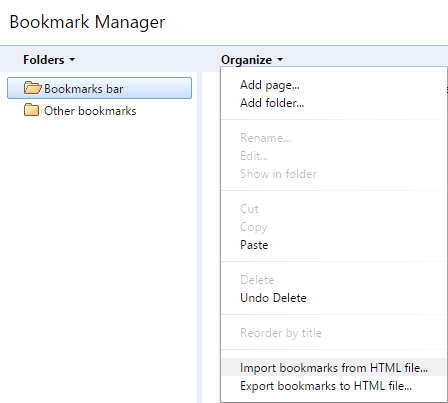 Bookmark Manager
Folders
Organize
Bookmarks bar
Other bookmarks
Add page...
Add folder...
Rename...
Edit...
Show in folder
Cut
Copy
Paste
Delete
Undo Delete
Reorder by title
Import bookmarks from HTML file...
Export bookmarks to HTML file...